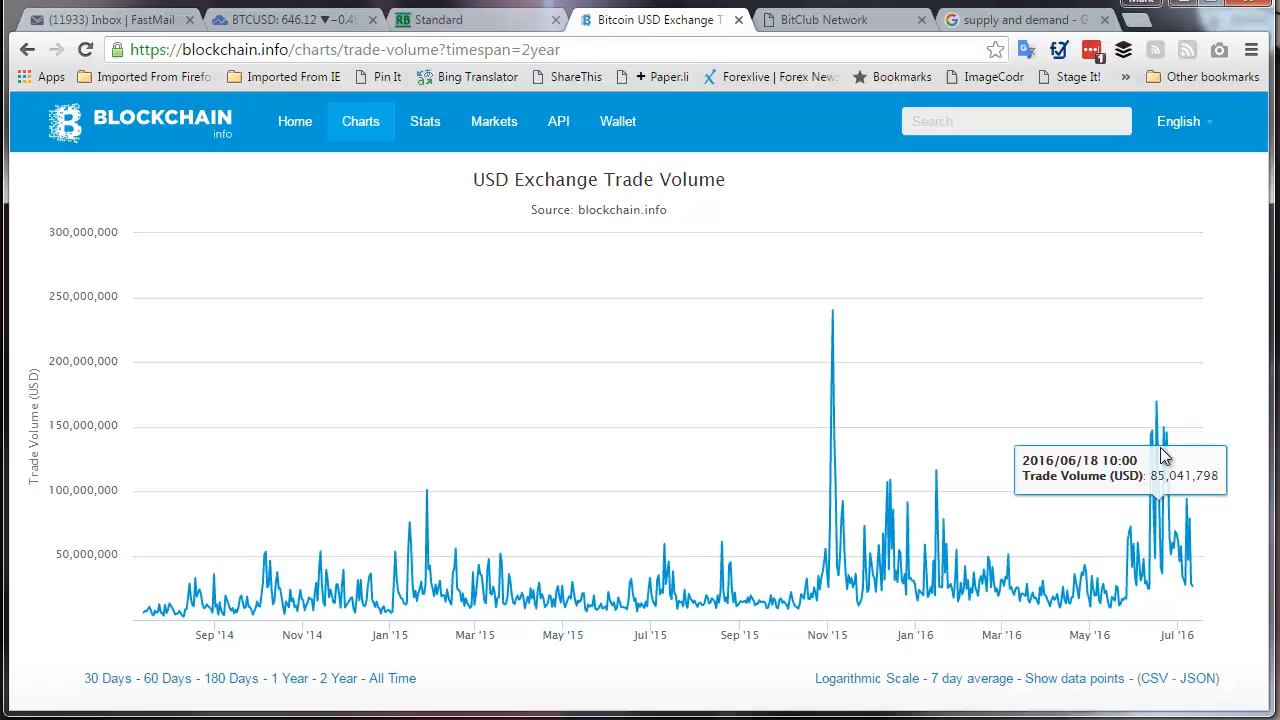 Mark
(11933) Inbox | FastMail
BTCUSD: 646.12 ▼−0.4
Standard
Bitcoin USD Exchange T
BitClub Network
supply and demand - G
https://blockchain.info/charts/trade-volume?timespan=2year
1
Apps
Imported From Firefo
Imported From IE
Pin It
Bing Translator
ShareThis
+ Paper.li
Forexlive | Forex New
Bookmarks
ImageCodr
Stage It!
»
Other bookmarks
BLOCKCHAIN
info
Home
Charts
Stats
Markets
API
Wallet
Search
English
USD Exchange Trade Volume
Source: blockchain.info
Trade Volume (USD)
300,000,000
250,000,000
200,000,000
150,000,000
100,000,000
50,000,000
2016/06/18 10:00
Trade Volume (USD): 85,041,798
Sep '14
Nov '14
Jan '15
Mar '15
May '15
Jul '15
Sep '15
Nov '15
Jan '16
Mar '16
May '16
Jul '16
30 Days - 60 Days - 180 Days - 1 Year - 2 Year - All Time
Logarithmic Scale - 7 day average - Show data points - (CSV - JSON)